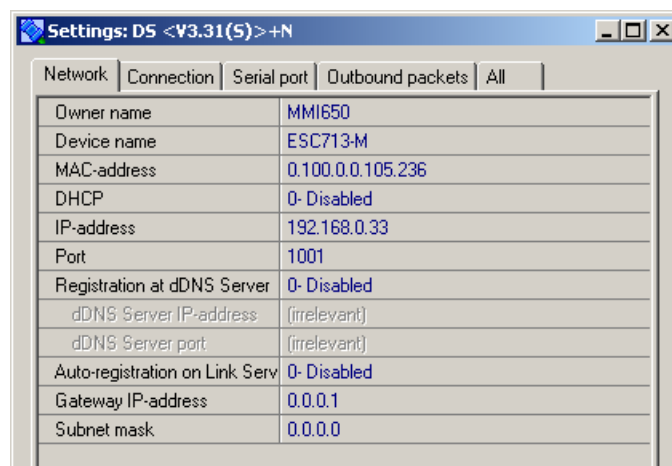 Settings: DS <V3.31(S)>+N
Network Connection Serial port Outbound packets All
Owner name MMI650
Device name ESC713-M
MAC-address 0.100.0.0.105.236
DHCP 0- Disabled
IP-address 192.168.0.33
Port 1001
Registration at dDNS Server 0- Disabled
dDNS Server IP-address (irrelevant)
dDNS Server port (irrelevant)
Auto-registration on Link Serv 0- Disabled
Gateway IP-address 0.0.0.1
Subnet mask 0.0.0.0